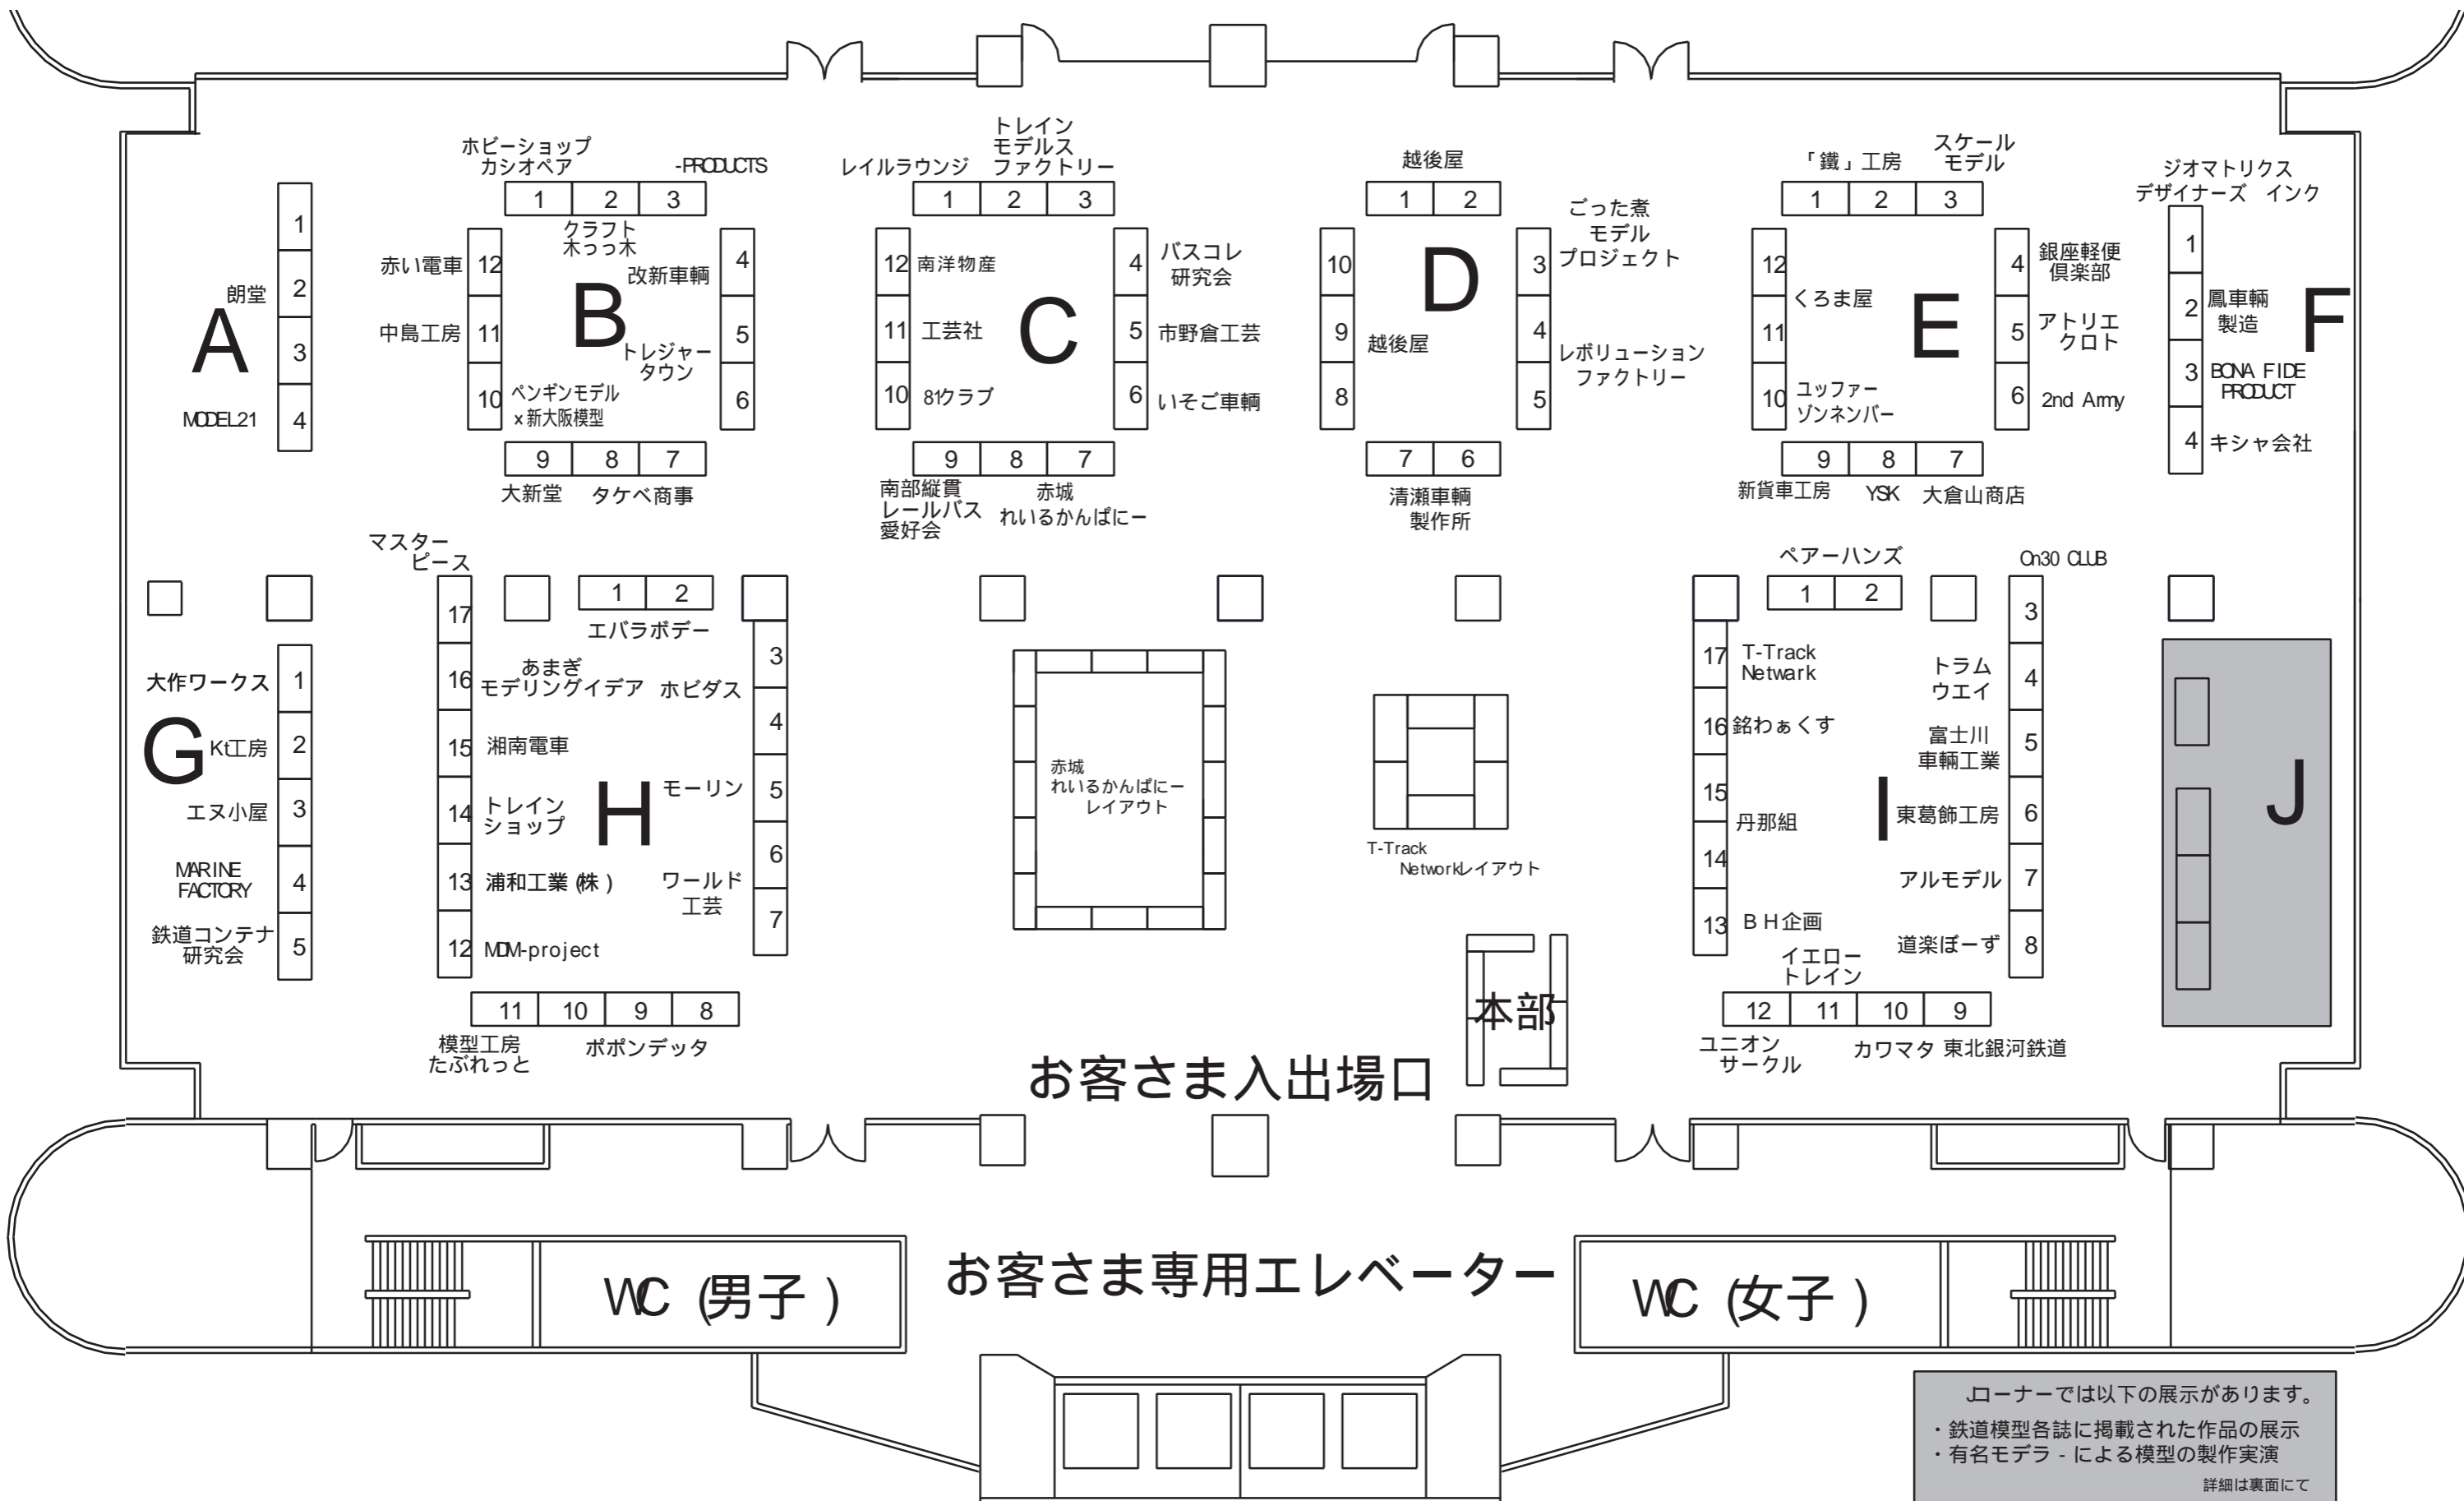 ホビーショップ
カシオペア
-PRODUCTS
1 2 3
クラフト
木っっ木
赤い電車 12
中島工房 11
10 ペンギンモデル
×新大阪模型
B
改新車輌 4
トレジャー
タウン
5
6
9 8 7
大新堂 タケベ商事
1
朗堂 2
A
3
MODEL21 4
レイルラウンジ
トレイン
モデルス
ファクトリー
1 2 3
12 南洋物産
11 工芸社
10 81クラブ
C
4 バスコレ
研究会
5 市野倉工芸
6 いそご車輌
9 8 7
南部縦貫
レールバス
愛好会
赤城
れいるかんぱにー
越後屋
1 2
D
10
9 越後屋
8
ごった煮
モデル
3 プロジェクト
4
レボリューション
ファクトリー
5
7 6
清瀬車輌
製作所
「鐵」工房
スケール
モデル
1 2 3
12
くろま屋
11
10 ユッファー
ゾンネンバー
E
4 銀座軽便
倶楽部
5 アトリエ
クロト
6 2nd Army
9 8 7
新貨車工房 YSK 大倉山商店
ジオマトリクス
デザイナーズ インク
1
2 鳳車輌
製造
F
3 BONA FIDE
PRODUCT
4 キシャ会社
大作ワークス 1
G
Kt工房 2
エヌ小屋 3
MARINE
FACTORY
4
鉄道コンテナ
研究会
5
マスター
ピース
17
16 あまぎ
モデリングイデア
15 湘南電車
14 トレイン
ショップ
13 浦和工業(株)
12 MDM-project
1 2
エバラボデー
H
3
ホビダス
4
モーリン 5
6
ワールド
工芸
7
11 10 9 8
模型工房
たぶれっと
ポポンデッタ
赤城
れいるかんぱにー
レイアウト
T-Track
Networkレイアウト
本部
ペアーハンズ
1 2
On30 CLUB
3
17 T-Track
Netwark
16 銘わぁくす
15
丹那組
14
13 BH企画
I
トラム
ウエイ
4
富士川
車輌工業
5
東葛飾工房 6
アルモデル 7
道楽ぼーず 8
イエロー
トレイン
12 11 10 9
ユニオン
サークル
カワマタ 東北銀河鉄道
J
お客さま入出場口
WC(男子)
お客さま専用エレベーター
WC(女子)
Jコーナーでは以下の展示があります。
・鉄道模型各誌に掲載された作品の展示
・有名モデラ-による模型の製作実演
詳細は裏面にて